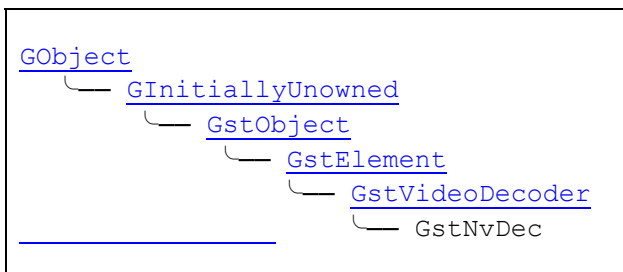 GObject
╰── GInitiallyUnowned
╰── GstObject
╰── GstElement
╰── GstVideoDecoder
╰── GstNvDec